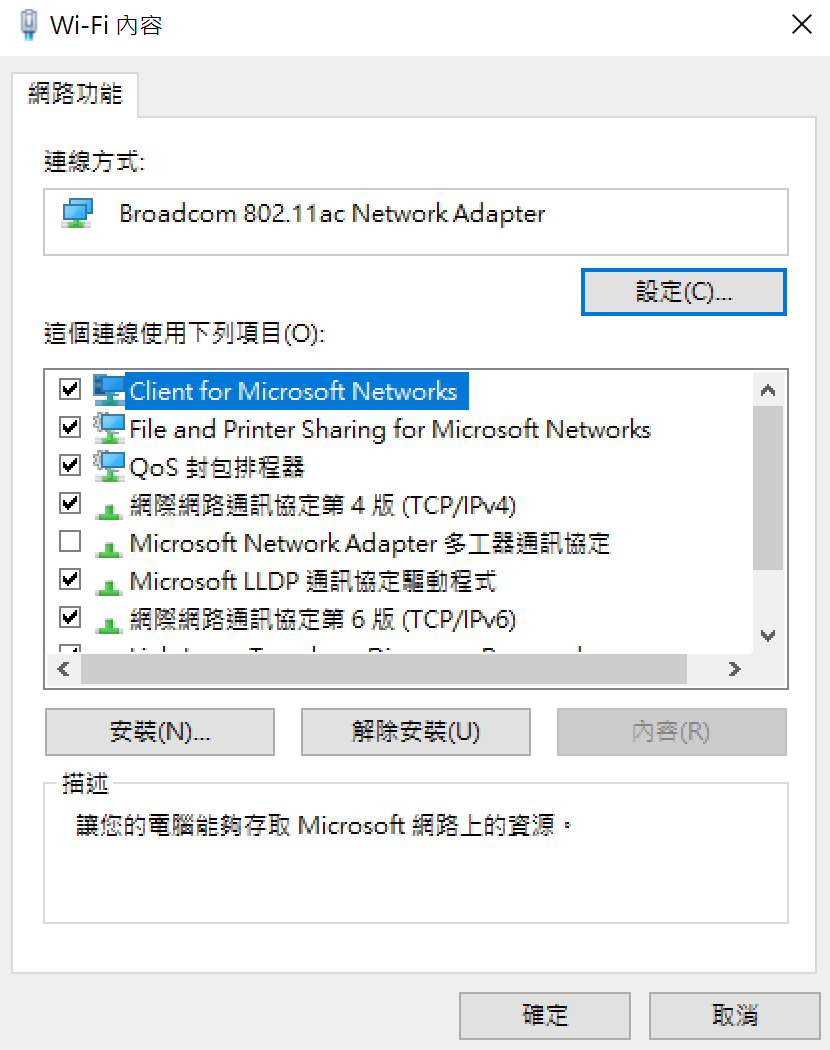 Wi-Fi 內容
網路功能
連線方式:
Broadcom 802.11ac Network Adapter
設定(C)...
這個連線使用下列項目(O):
Client for Microsoft Networks
File and Printer Sharing for Microsoft Networks
QoS 封包排程器
網際網路通訊協定第 4 版 (TCP/IPv4)
Microsoft Network Adapter 多工器通訊協定
Microsoft LLDP 通訊協定驅動程式
網際網路通訊協定第 6 版 (TCP/IPv6)
安裝(N)...
解除安裝(U)
內容(R)
描述
讓您的電腦能夠存取 Microsoft 網路上的資源。
確定
取消